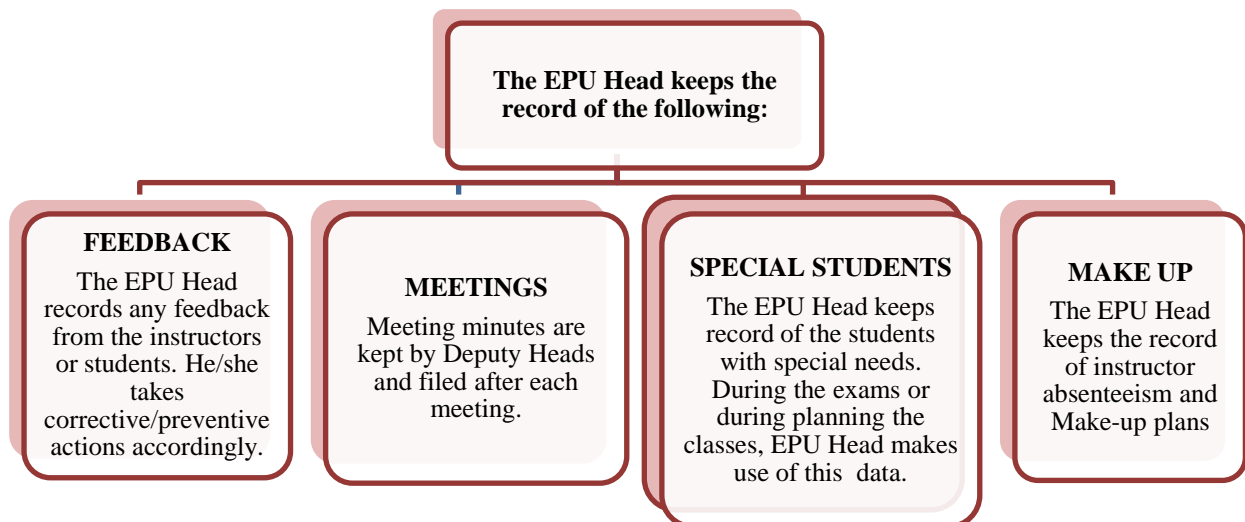 The EPU Head keeps the
record of the following:
FEEDBACK
The EPU Head
records any feedback
from the instructors
or students. He/she
takes
corrective/preventive
actions accordingly.
MEETINGS
Meeting minutes are
kept by Deputy Heads
and filed after each
meeting.
SPECIAL STUDENTS
The EPU Head keeps
record of the students
with special needs.
During the exams or
during planning the
classes, EPU Head makes
use of this data.
MAKE UP
The EPU Head
keeps the record
of instructor
absenteeism and
Make-up plans